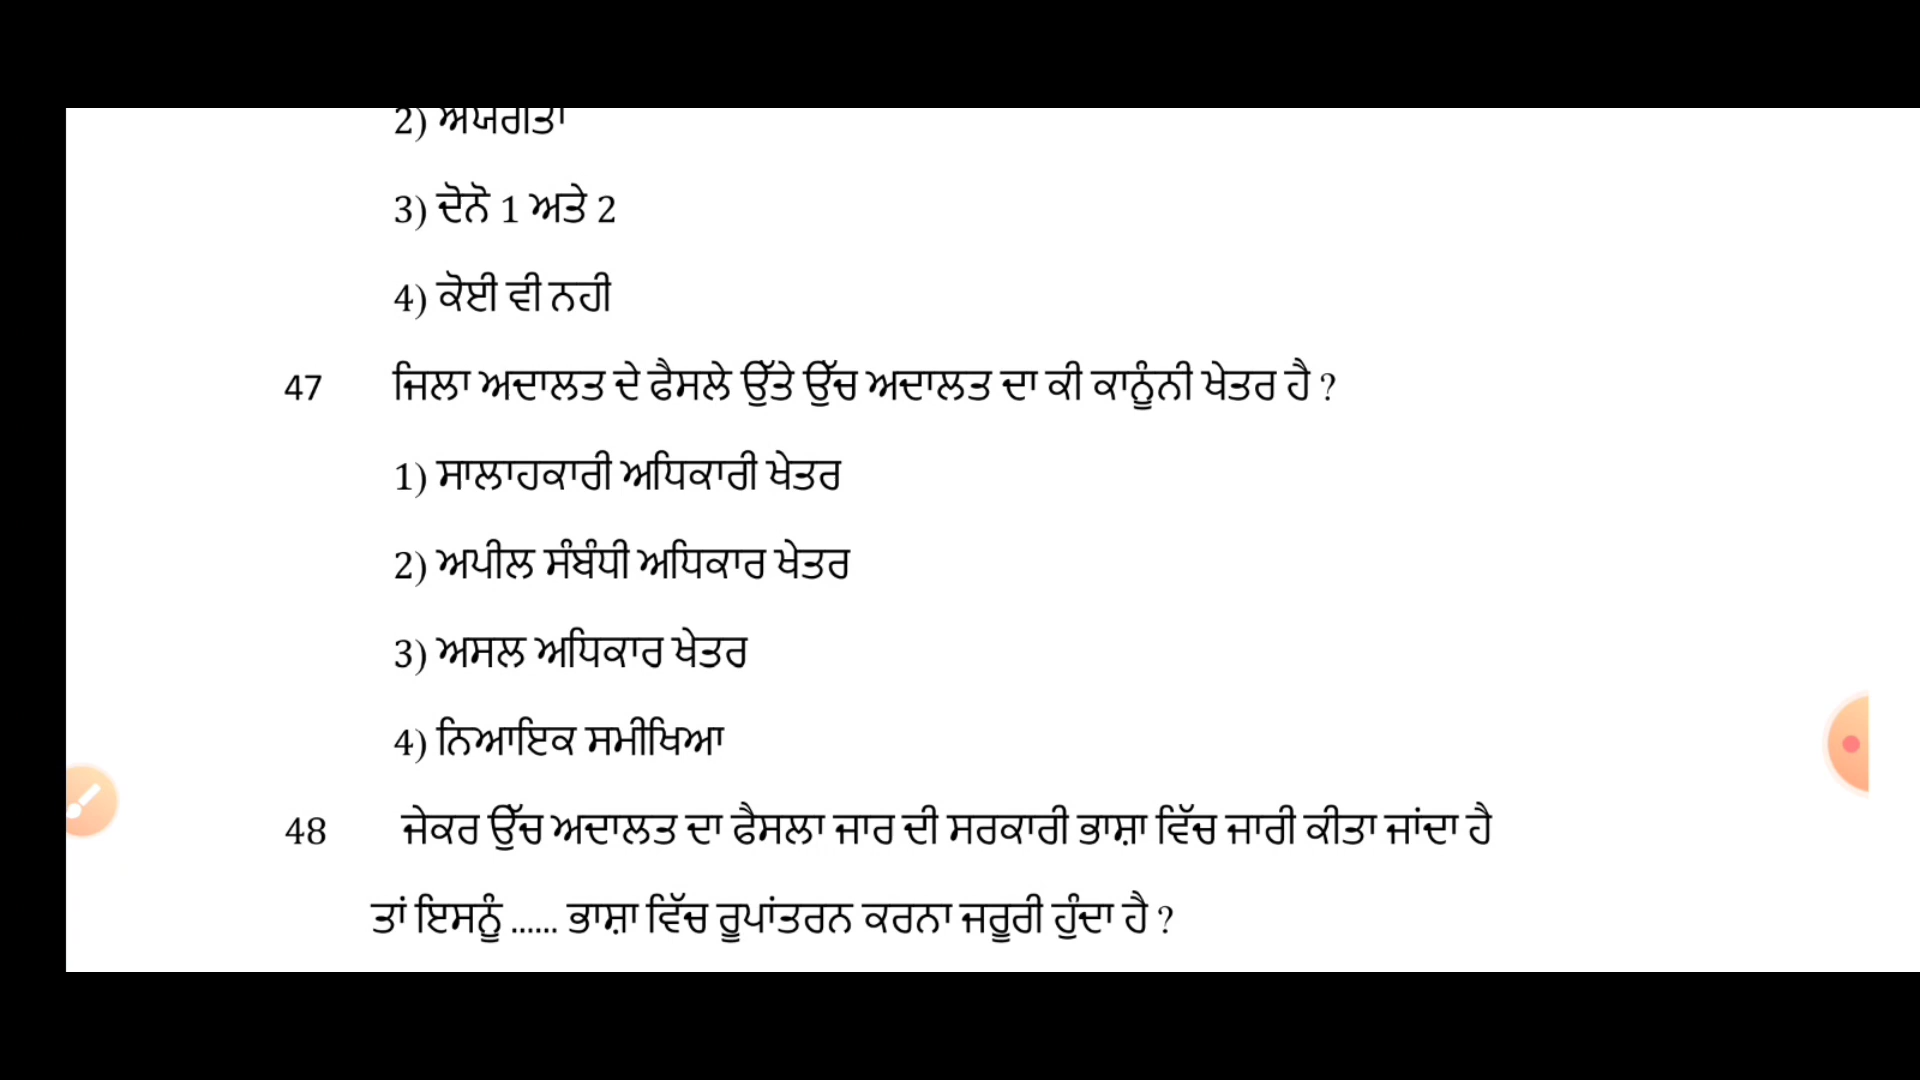 2)
3) ਦੋਨੋ 1 ਅਤੇ 2
4) ਕੋਈ ਵੀ ਨਹੀ
47 ਜਿਲਾ ਅਦਾਲਤ ਦੇ ਫੈਸਲੇ ਉੱਤੇ ਉੱਚ ਅਦਾਲਤ ਦਾ ਕੀ ਕਾਨੂੰਨੀ ਖੇਤਰ ਹੈ ?
1) ਸਾਲਾਹਕਾਰੀ ਅਧਿਕਾਰੀ ਖੇਤਰ
2) ਅਪੀਲ ਸੰਬੰਧੀ ਅਧਿਕਾਰ ਖੇਤਰ
3) ਅਸਲ ਅਧਿਕਾਰ ਖੇਤਰ
4) ਨਿਆਇਕ ਸਮੀਖਿਆ
48 ਜੇਕਰ ਉੱਚ ਅਦਾਲਤ ਦਾ ਫੈਸਲਾ ਜਾਰ ਦੀ ਸਰਕਾਰੀ ਭਾਸ਼ਾ ਵਿੱਚ ਜਾਰੀ ਕੀਤਾ ਜਾਂਦਾ ਹੈ
ਤਾਂ ਇਸਨੂੰ ...... ਭਾਸ਼ਾ ਵਿੱਚ ਰੂਪਾਂਤਰਨ ਕਰਨਾ ਜਰੂਰੀ ਹੁੰਦਾ ਹੈ ?